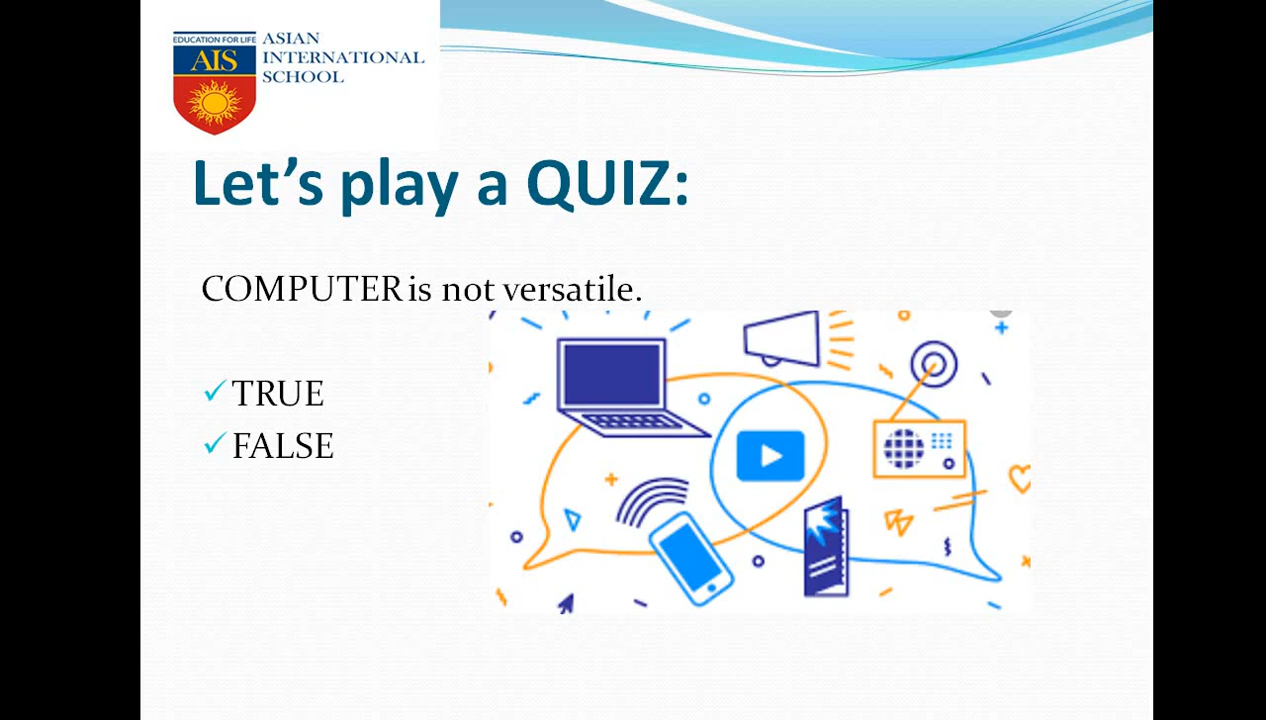 EDUCATION FOR LIFE
AIS
ASIAN
INTERNATIONAL
SCHOOL
Let's play a QUIZ:
COMPUTER is not versatile.
✓ TRUE
✓ FALSE